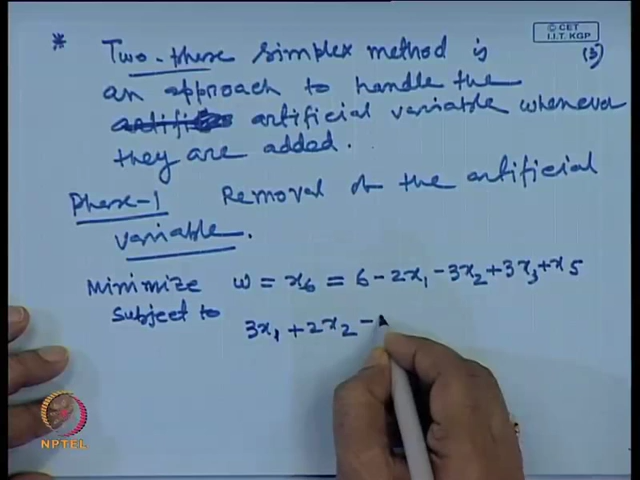 © CET
I.I.T. KGP
* Two-phase simplex method is (3)
an approach to handle the
artificial variable whenever
they are added.
Phase-1 Removal of the artificial
variable.
Minimize w = x₆ = 6 - 2x₁ - 3x₂ + 3x₃ + x₅
Subject to
3x₁ + 2x₂ -
NPTEL